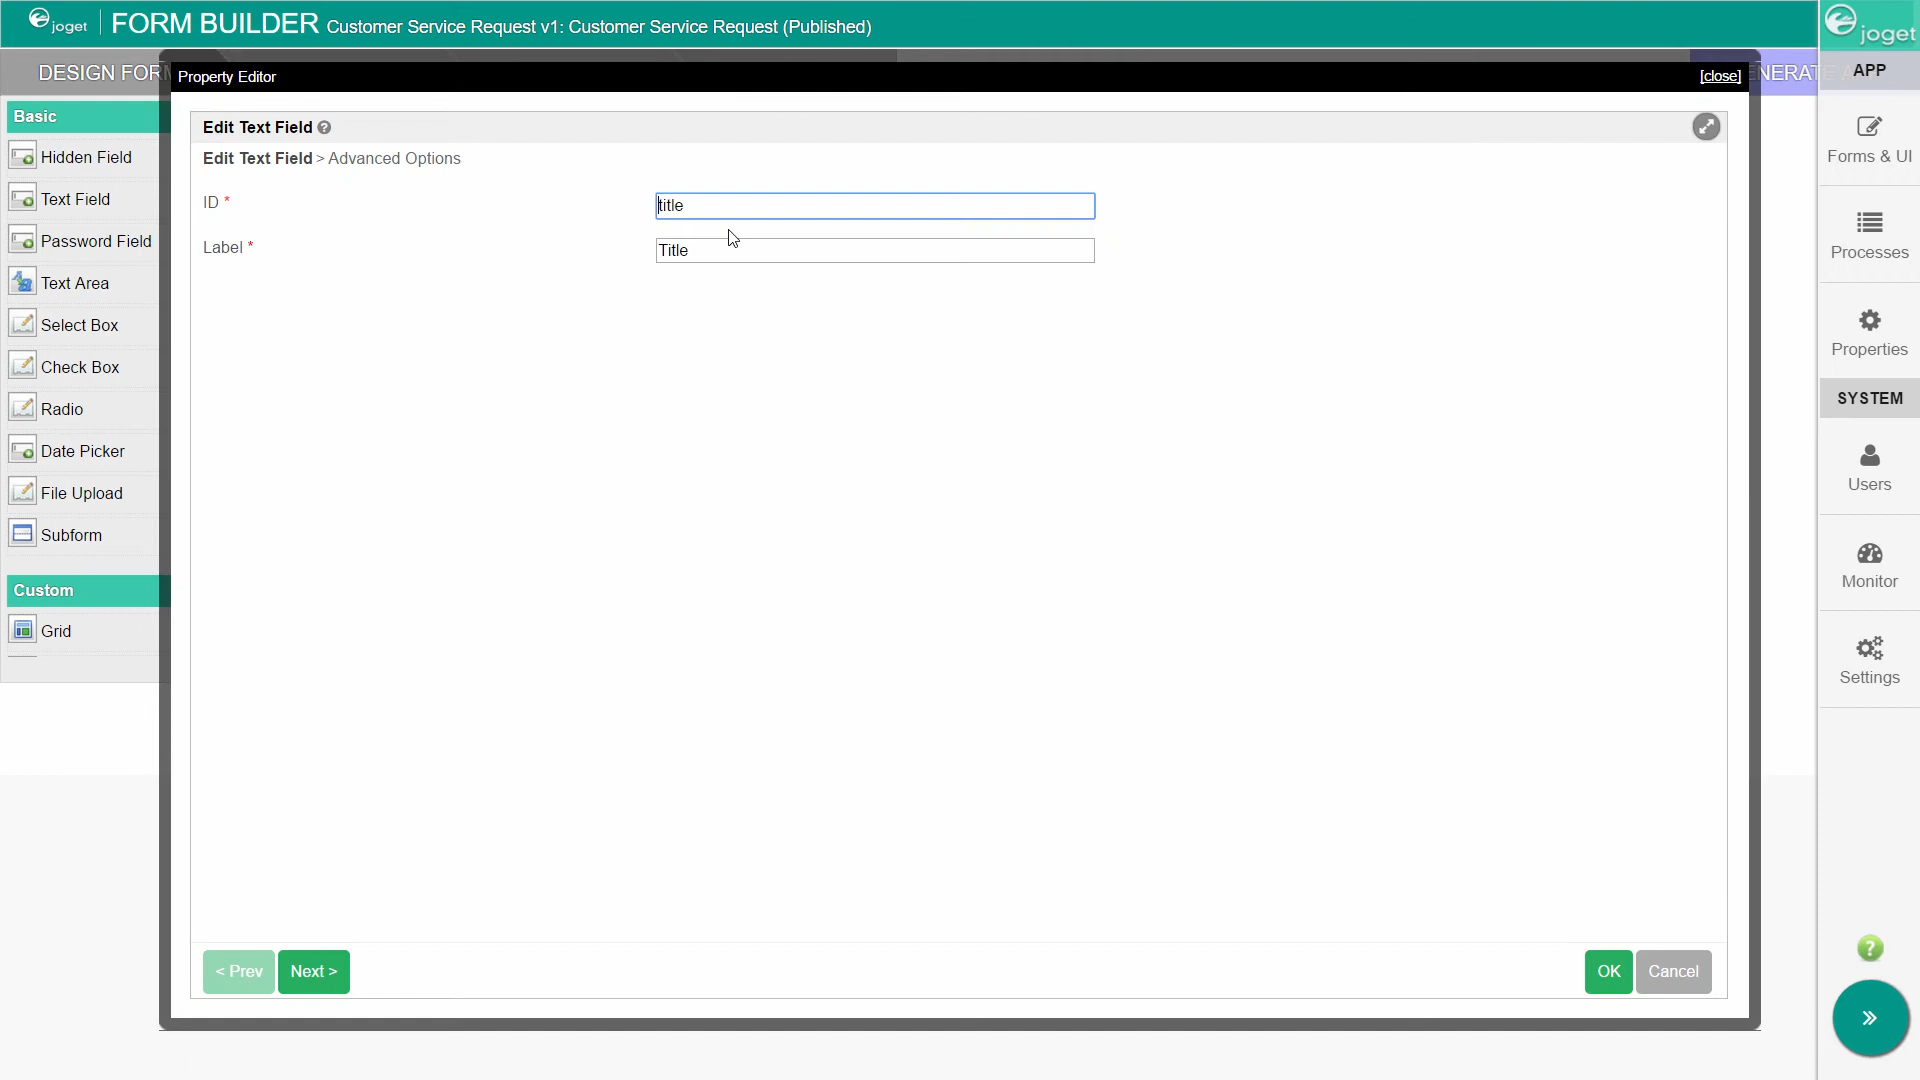 joget FORM BUILDER Customer Service Request v1: Customer Service Request (Published)
joget
DESIGN FORM
ENERATE A
APP
Property Editor
[close]
Basic
Hidden Field
Text Field
Password Field
Text Area
Select Box
Check Box
Radio
Date Picker
File Upload
Subform
Custom
Grid
Edit Text Field ?
Edit Text Field > Advanced Options
ID * title
Label * Title
< Prev Next >
OK Cancel
Forms & UI
Processes
Properties
SYSTEM
Users
Monitor
Settings
?
»